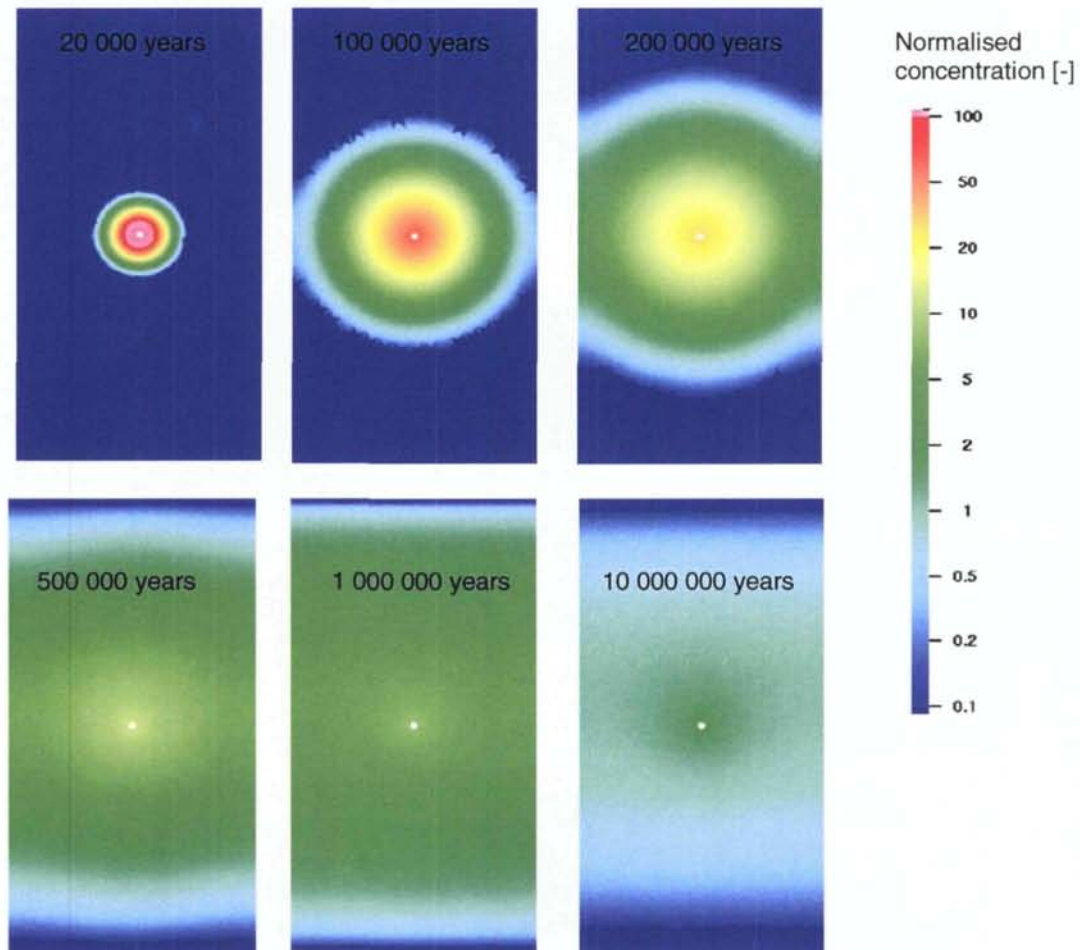 20 000 years
100 000 years
200 000 years
Normalised
concentration [-]
100
50
20
10
5
2
1
0.5
0.2
0.1
500 000 years
1 000 000 years
10 000 000 years